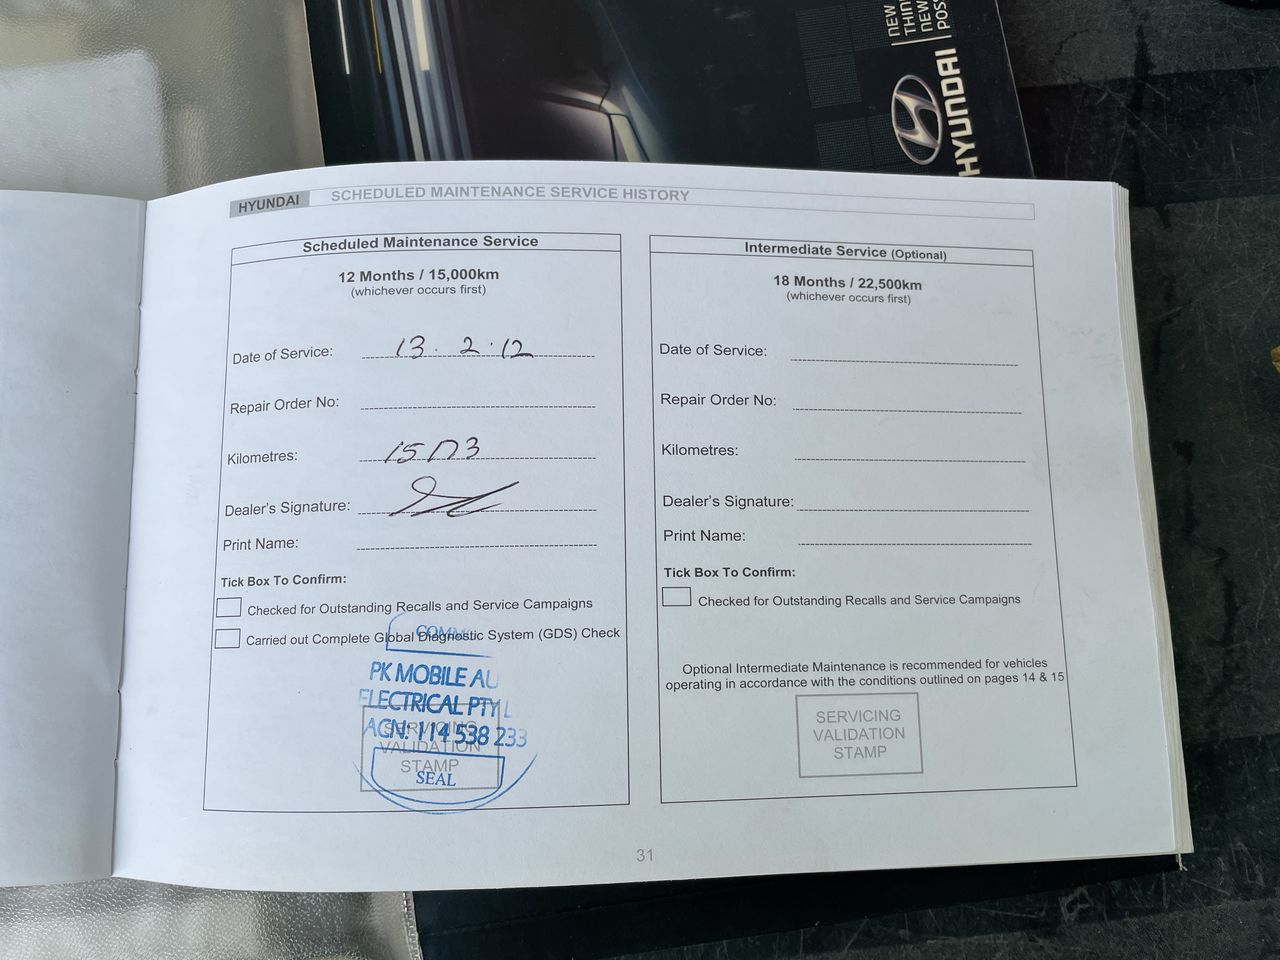 NEW
THIN
NEW
POSS
HYUNDAI
HYUNDAI SCHEDULED MAINTENANCE SERVICE HISTORY
Scheduled Maintenance Service
12 Months / 15,000km
(whichever occurs first)
Date of Service: 13.2.12
Repair Order No:
Kilometres:
Dealer's Signature:
Print Name:
Tick Box To Confirm:
Checked for Outstanding Recalls and Service Campaigns
Carried out Complete Global Diagnostic System (GDS) Check
COMM
PK MOBILE AU
ELECTRICAL PTY L
ACN: 114 538 233
SERVICING
VALIDATION
STAMP
SEAL
Intermediate Service (Optional)
18 Months / 22,500km
(whichever occurs first)
Date of Service:
Repair Order No:
Kilometres:
Dealer's Signature:
Print Name:
Tick Box To Confirm:
Checked for Outstanding Recalls and Service Campaigns
Optional Intermediate Maintenance is recommended for vehicles
operating in accordance with the conditions outlined on pages 14 & 15
SERVICING
VALIDATION
STAMP
31